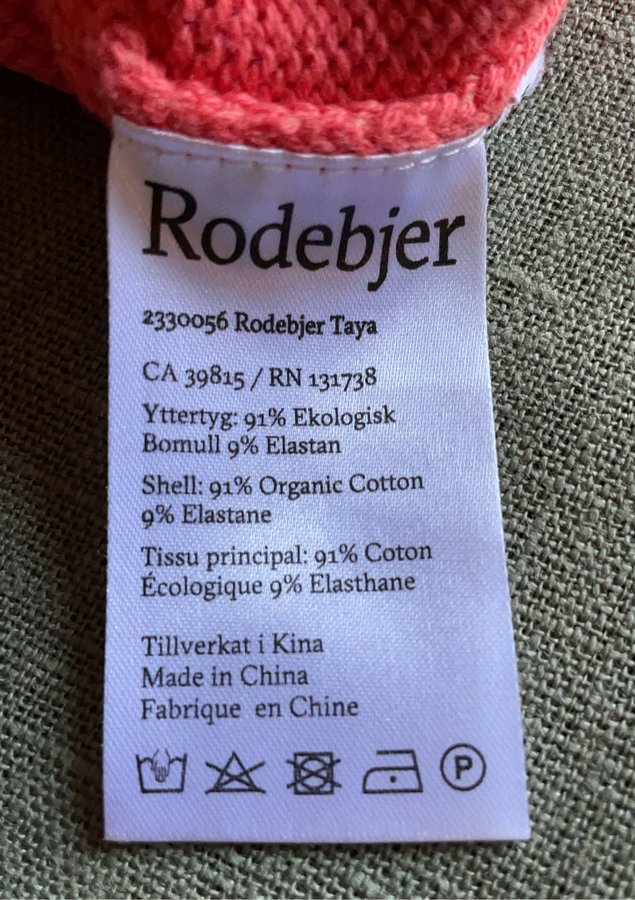 Rodebjer
2330056 Rodebjer Taya
CA 39815 / RN 131738
Yttertyg: 91% Ekologisk
Bomull 9% Elastan
Shell: 91% Organic Cotton
9% Elastane
Tissu principal: 91% Coton
Écologique 9% Elasthane
Tillverkat i Kina
Made in China
Fabrique en Chine
P